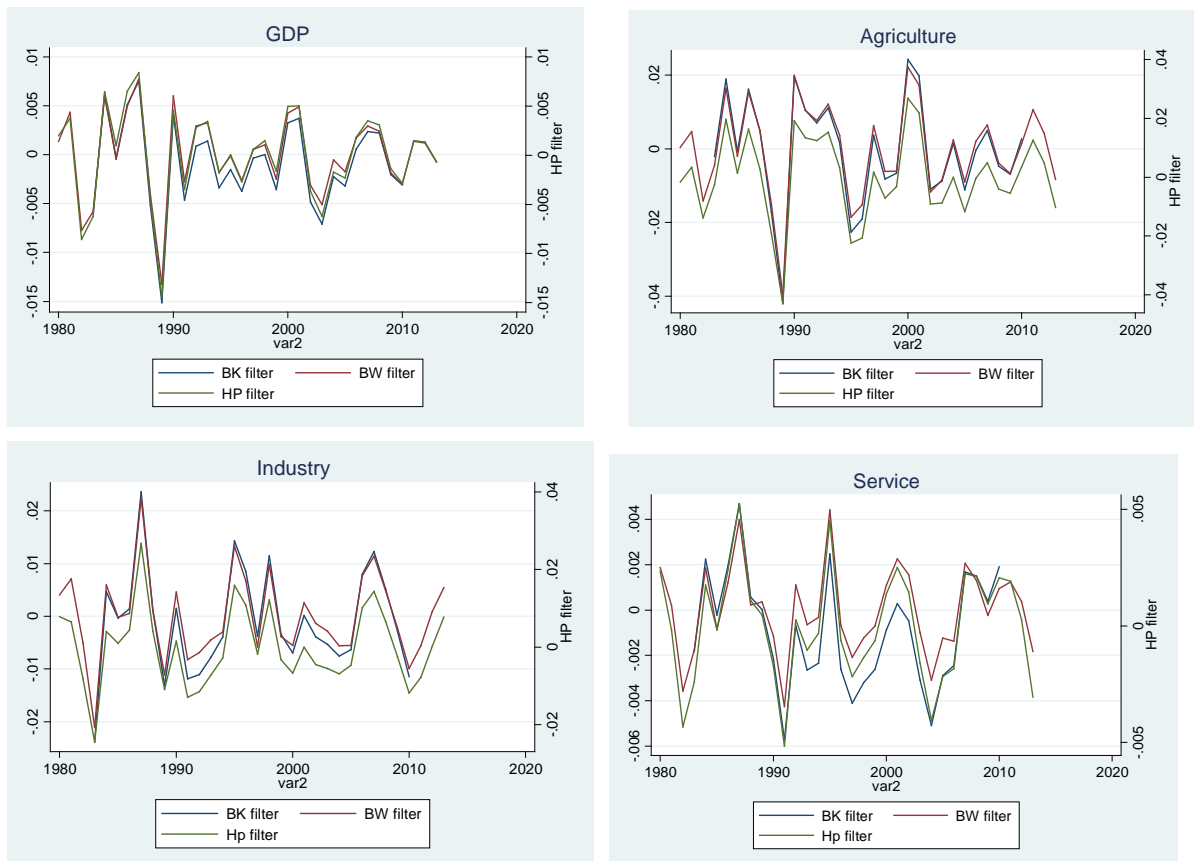 GDP
.01
.005
0
-.005
-.01
-.015
.01
.005
0
-.005
-.01
-.015
HP filter
1980 1990 2000 2010 2020
var2
BK filter BW filter
HP filter
Agriculture
.02
0
-.02
-.04
.04
.02
0
-.02
-.04
HP filter
1980 1990 2000 2010 2020
var2
BK filter BW filter
HP filter
Industry
.02
.01
0
-.01
-.02
.04
.02
0
-.02
HP filter
1980 1990 2000 2010 2020
var2
BK filter BW filter
Hp filter
Service
.004
.002
0
-.002
-.004
-.006
.005
0
-.005
HP filter
1980 1990 2000 2010 2020
var2
BK filter BW filter
Hp filter